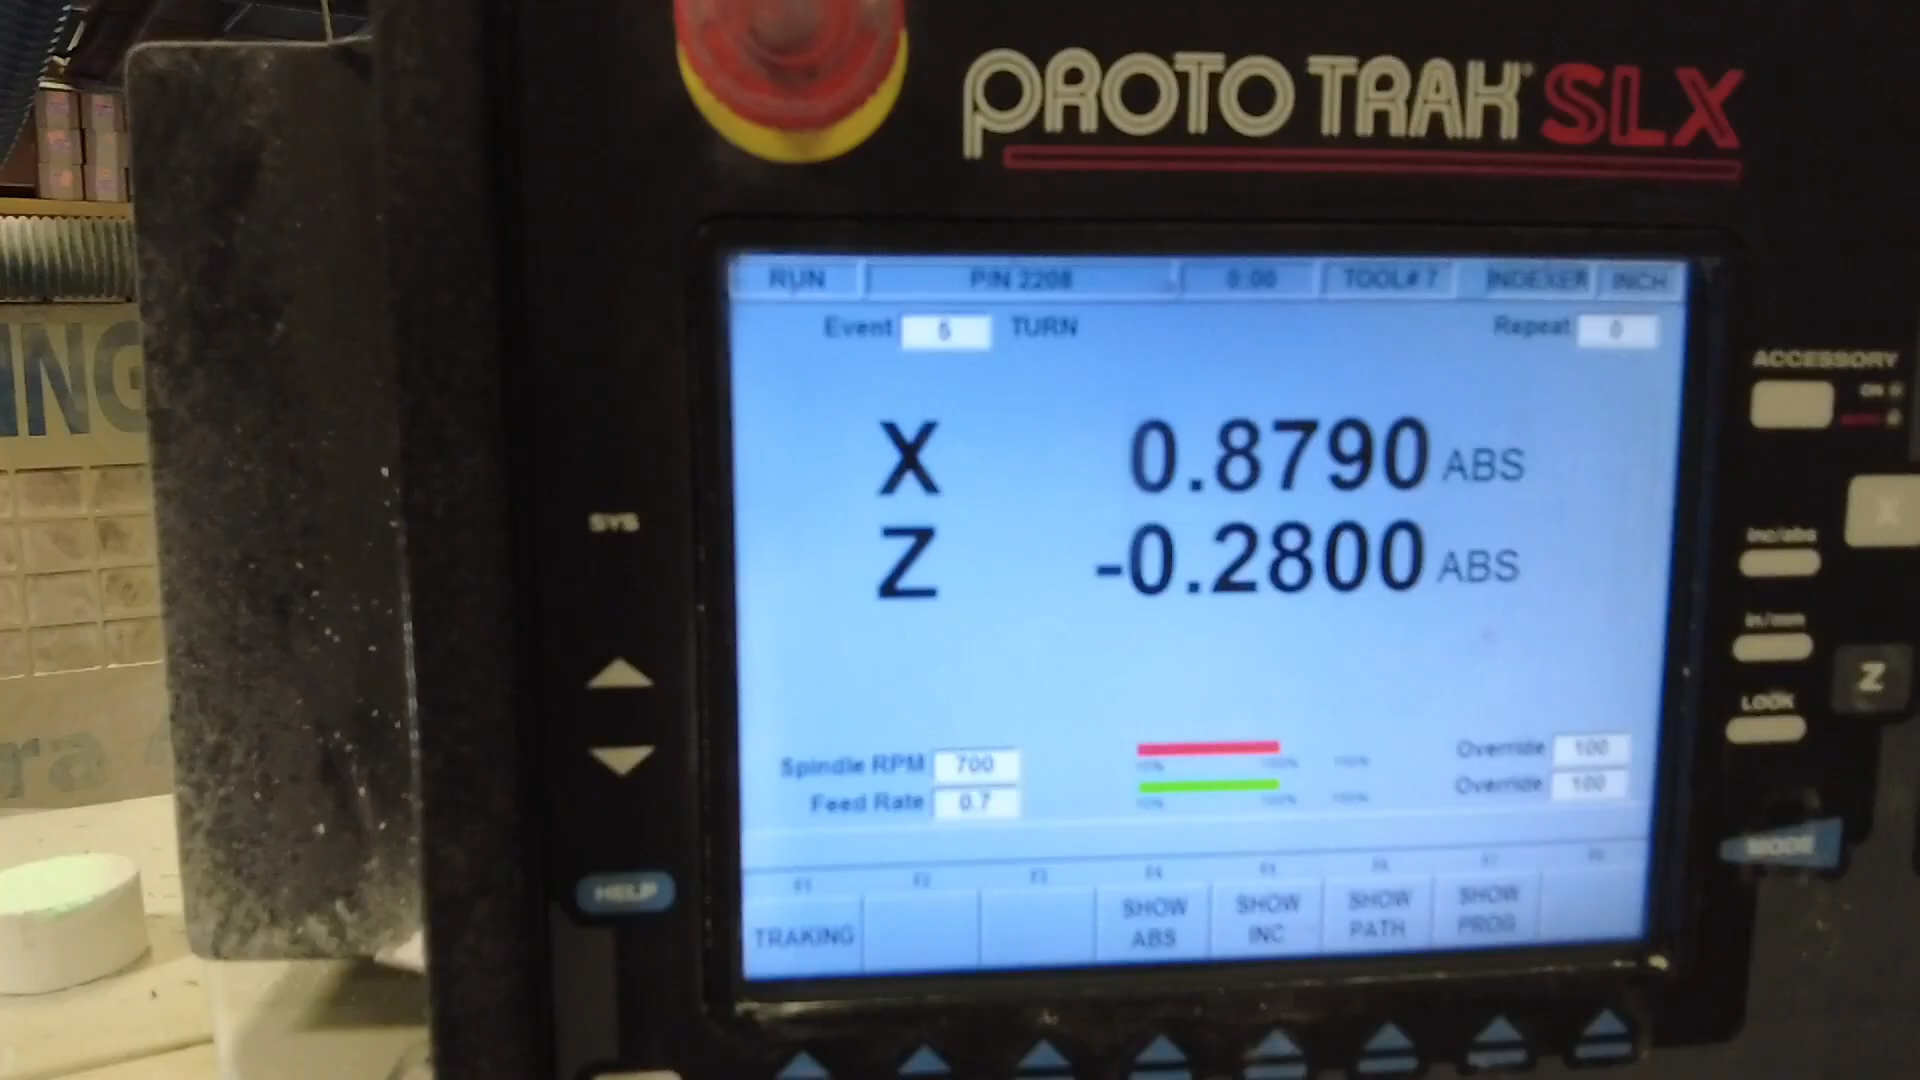 PROTO TRAK SLX
RUN P/N 2208 0:00 TOOL# 7 INDEXER INCH
Event 5 TURN Repeat 0
ACCESSORY
ON
X 0.8790 ABS
Z -0.2800 ABS
SYS
inc/abs
X
in/mm
Z
LOOK
Spindle RPM 700 Override 100
Feed Rate 0.7 Override 100
MODE
HELP
F1 F2 F3 F4 F5 F6 F7 F8
TRAKING SHOW ABS SHOW INC SHOW PATH SHOW PROG
NG
ra